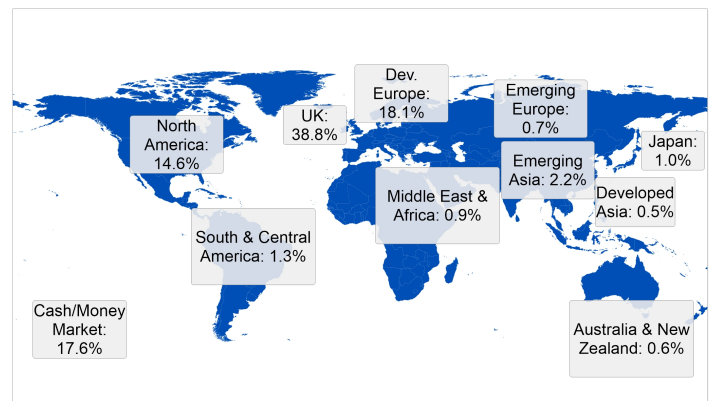 Dev.
Europe:
18.1%
Emerging
Europe:
0.7%
UK:
38.8%
North
America:
14.6%
Japan:
1.0%
Emerging
Asia: 2.2%
Middle East &
Africa: 0.9%
Developed
Asia: 0.5%
South & Central
America: 1.3%
Cash/Money
Market:
17.6%
Australia & New
Zealand: 0.6%